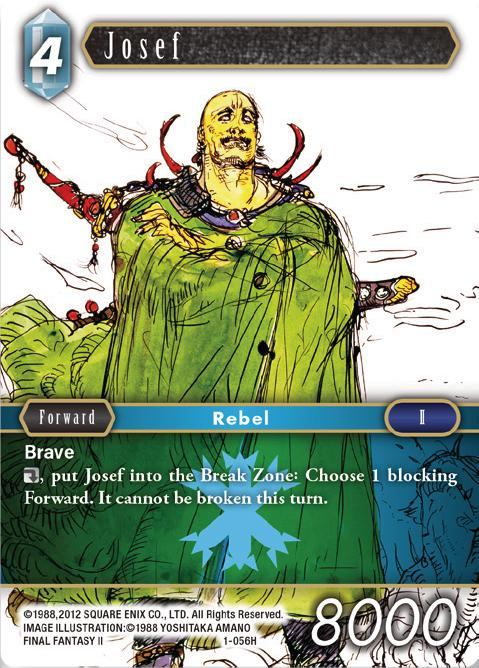 4
Josef
Forward
Rebel
II
Brave
, put Josef into the Break Zone: Choose 1 blocking
Forward. It cannot be broken this turn.
©1988,2012 SQUARE ENIX CO., LTD. All Rights Reserved.
IMAGE ILLUSTRATION:©1988 YOSHITAKA AMANO
FINAL FANTASY II
1-056H
8000